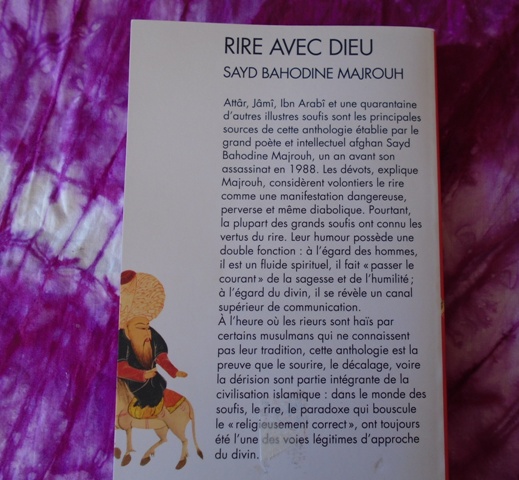 RIRE AVEC DIEU
SAYD BAHODINE MAJROUH
Attâr, Jâmî, Ibn Arabî et une quarantaine
d'autres illustres soufis sont les principales
sources de cette anthologie établie par le
grand poète et intellectuel afghan Sayd
Bahodine Majrouh, un an avant son
assassinat en 1988. Les dévots, explique
Majrouh, considèrent volontiers le rire
comme une manifestation dangereuse,
perverse et même diabolique. Pourtant,
la plupart des grands soufis ont connu les
vertus du rire. Leur humour possède une
double fonction : à l'égard des hommes,
il est un fluide spirituel, il fait « passer le
courant » de la sagesse et de l'humilité ;
à l'égard du divin, il se révèle un canal
supérieur de communication.
À l'heure où les rieurs sont haïs par
certains musulmans qui ne connaissent
pas leur tradition, cette anthologie est la
preuve que le sourire, le décalage, voire
la dérision sont partie intégrante de la
civilisation islamique : dans le monde des
soufis, le rire, le paradoxe qui bouscule
le « religieusement correct », ont toujours
été l'une des voies légitimes d'approche
du divin.